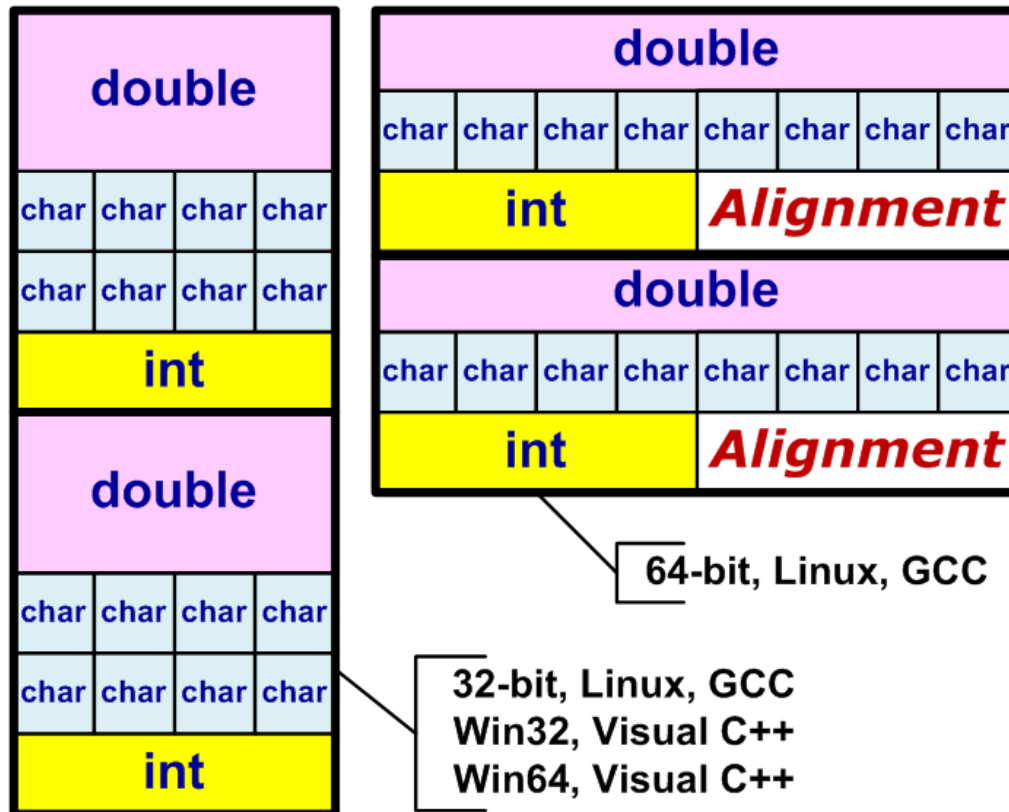 double
char char char char
char char char char
int
double
char char char char
char char char char
int
double
char char char char char char char char
int Alignment
double
char char char char char char char char
int Alignment
64-bit, Linux, GCC
32-bit, Linux, GCC
Win32, Visual C++
Win64, Visual C++